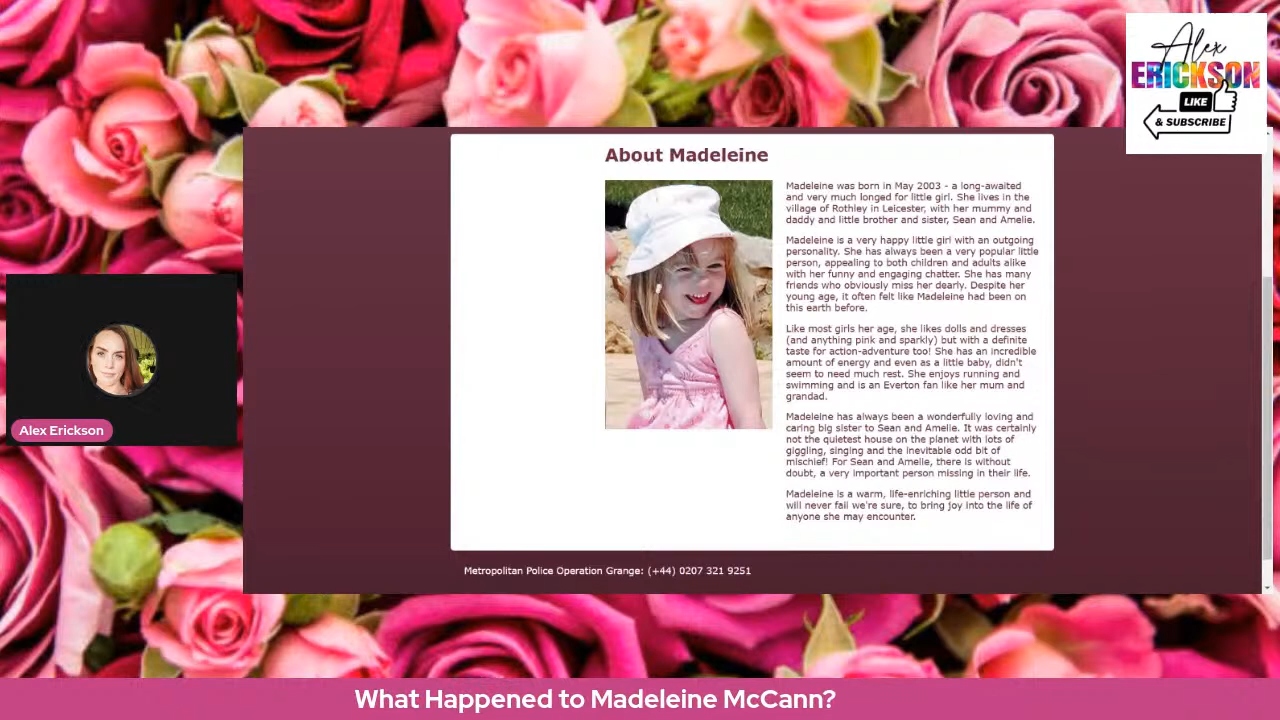 Alex
ERICKSON
LIKE
& SUBSCRIBE
About Madeleine
Madeleine was born in May 2003 - a long-awaited
and very much longed for little girl. She lives in the
village of Rothley in Leicester, with her mummy and
daddy and little brother and sister, Sean and Amelie.
Madeleine is a very happy little girl with an outgoing
personality. She has always been a very popular little
person, appealing to both children and adults alike
with her funny and engaging chatter. She has many
friends who obviously miss her dearly. Despite her
young age, it often felt like Madeleine had been on
this earth before.
Like most girls her age, she likes dolls and dresses
(and anything pink and sparkly) but with a definite
taste for action-adventure too! She has an incredible
amount of energy and even as a little baby, didn't
seem to need much rest. She enjoys running and
swimming and is an Everton fan like her mum and
grandad.
Madeleine has always been a wonderfully loving and
caring big sister to Sean and Amelie. It was certainly
not the quietest house on the planet with lots of
giggling, singing and the inevitable odd bit of
mischief! For Sean and Amelie, there is without
doubt, a very important person missing in their life.
Madeleine is a warm, life-enriching little person and
will never fail we're sure, to bring joy into the life of
anyone she may encounter.
Metropolitan Police Operation Grange: (+44) 0207 321 9251
Alex Erickson
What Happened to Madeleine McCann?